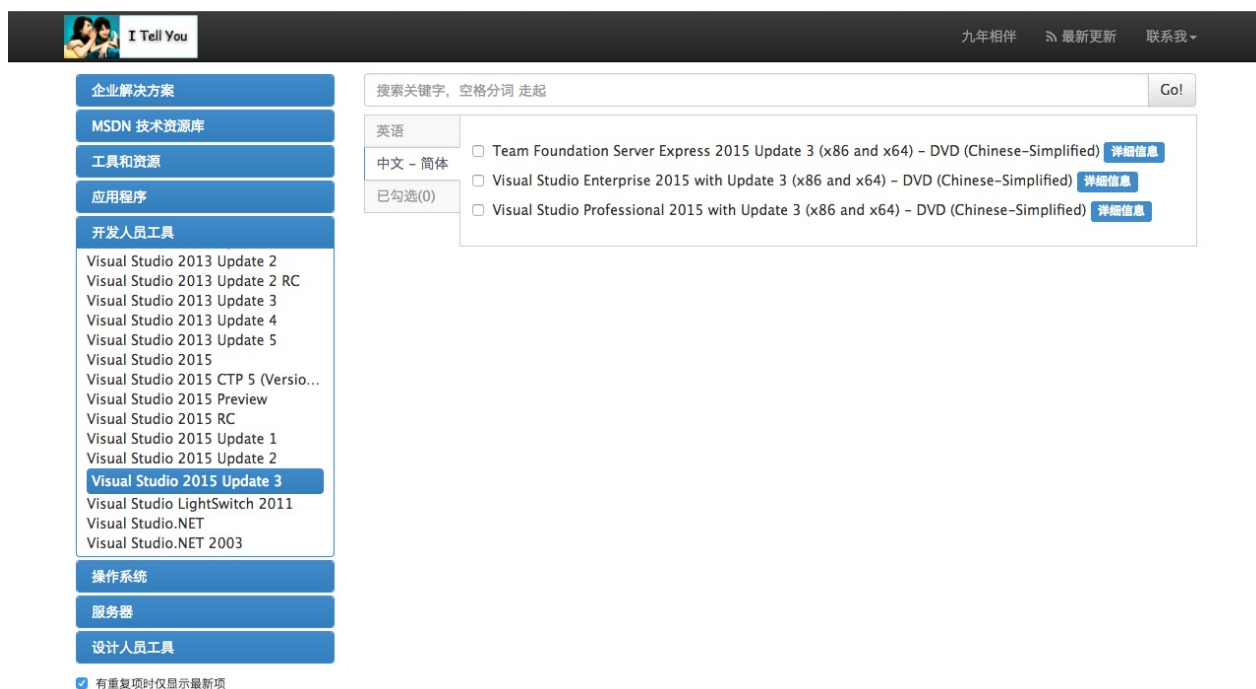 I Tell You
九年相伴 最新更新 联系我
企业解决方案
MSDN 技术资源库
工具和资源
应用程序
开发人员工具
Visual Studio 2013 Update 2
Visual Studio 2013 Update 2 RC
Visual Studio 2013 Update 3
Visual Studio 2013 Update 4
Visual Studio 2013 Update 5
Visual Studio 2015
Visual Studio 2015 CTP 5 (Versio...
Visual Studio 2015 Preview
Visual Studio 2015 RC
Visual Studio 2015 Update 1
Visual Studio 2015 Update 2
Visual Studio 2015 Update 3
Visual Studio LightSwitch 2011
Visual Studio.NET
Visual Studio.NET 2003
操作系统
服务器
设计人员工具
有重复项时仅显示最新项
搜索关键字，空格分词 走起 Go!
英语
中文 - 简体
已勾选(0)
Team Foundation Server Express 2015 Update 3 (x86 and x64) - DVD (Chinese-Simplified) 详细信息
Visual Studio Enterprise 2015 with Update 3 (x86 and x64) - DVD (Chinese-Simplified) 详细信息
Visual Studio Professional 2015 with Update 3 (x86 and x64) - DVD (Chinese-Simplified) 详细信息